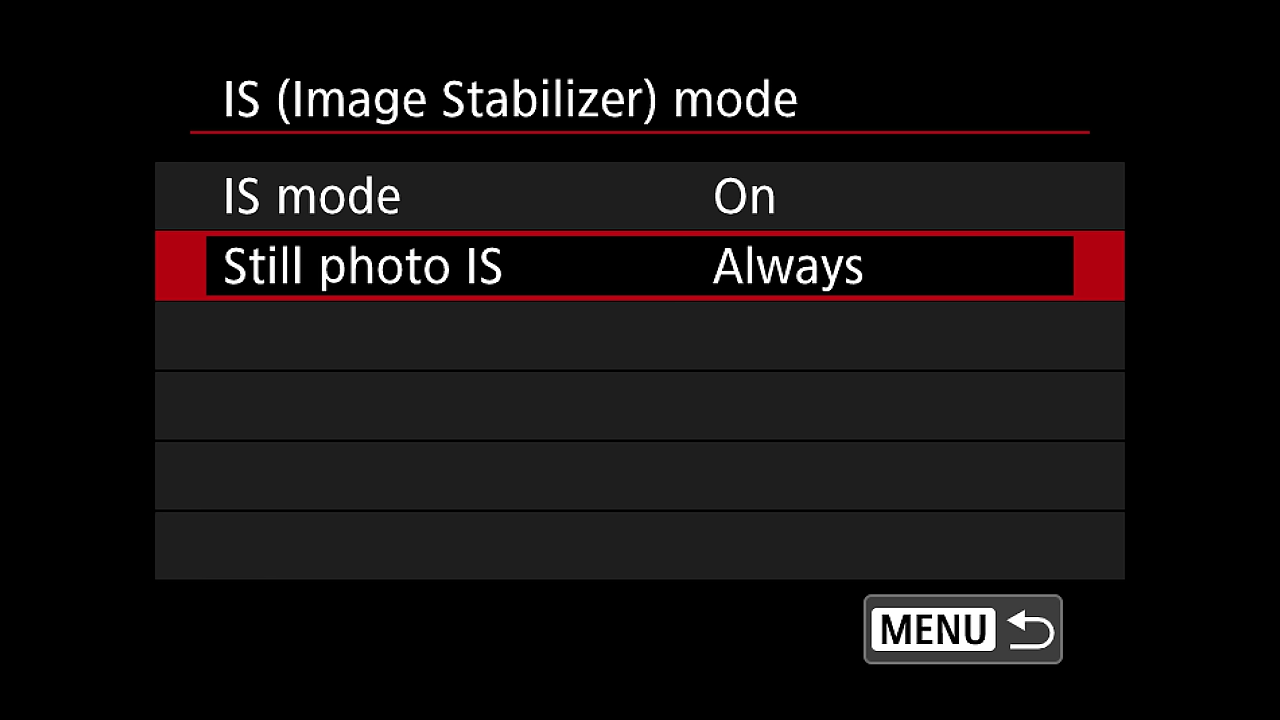 IS (Image Stabilizer) mode
IS mode On
Still photo IS Always
MENU